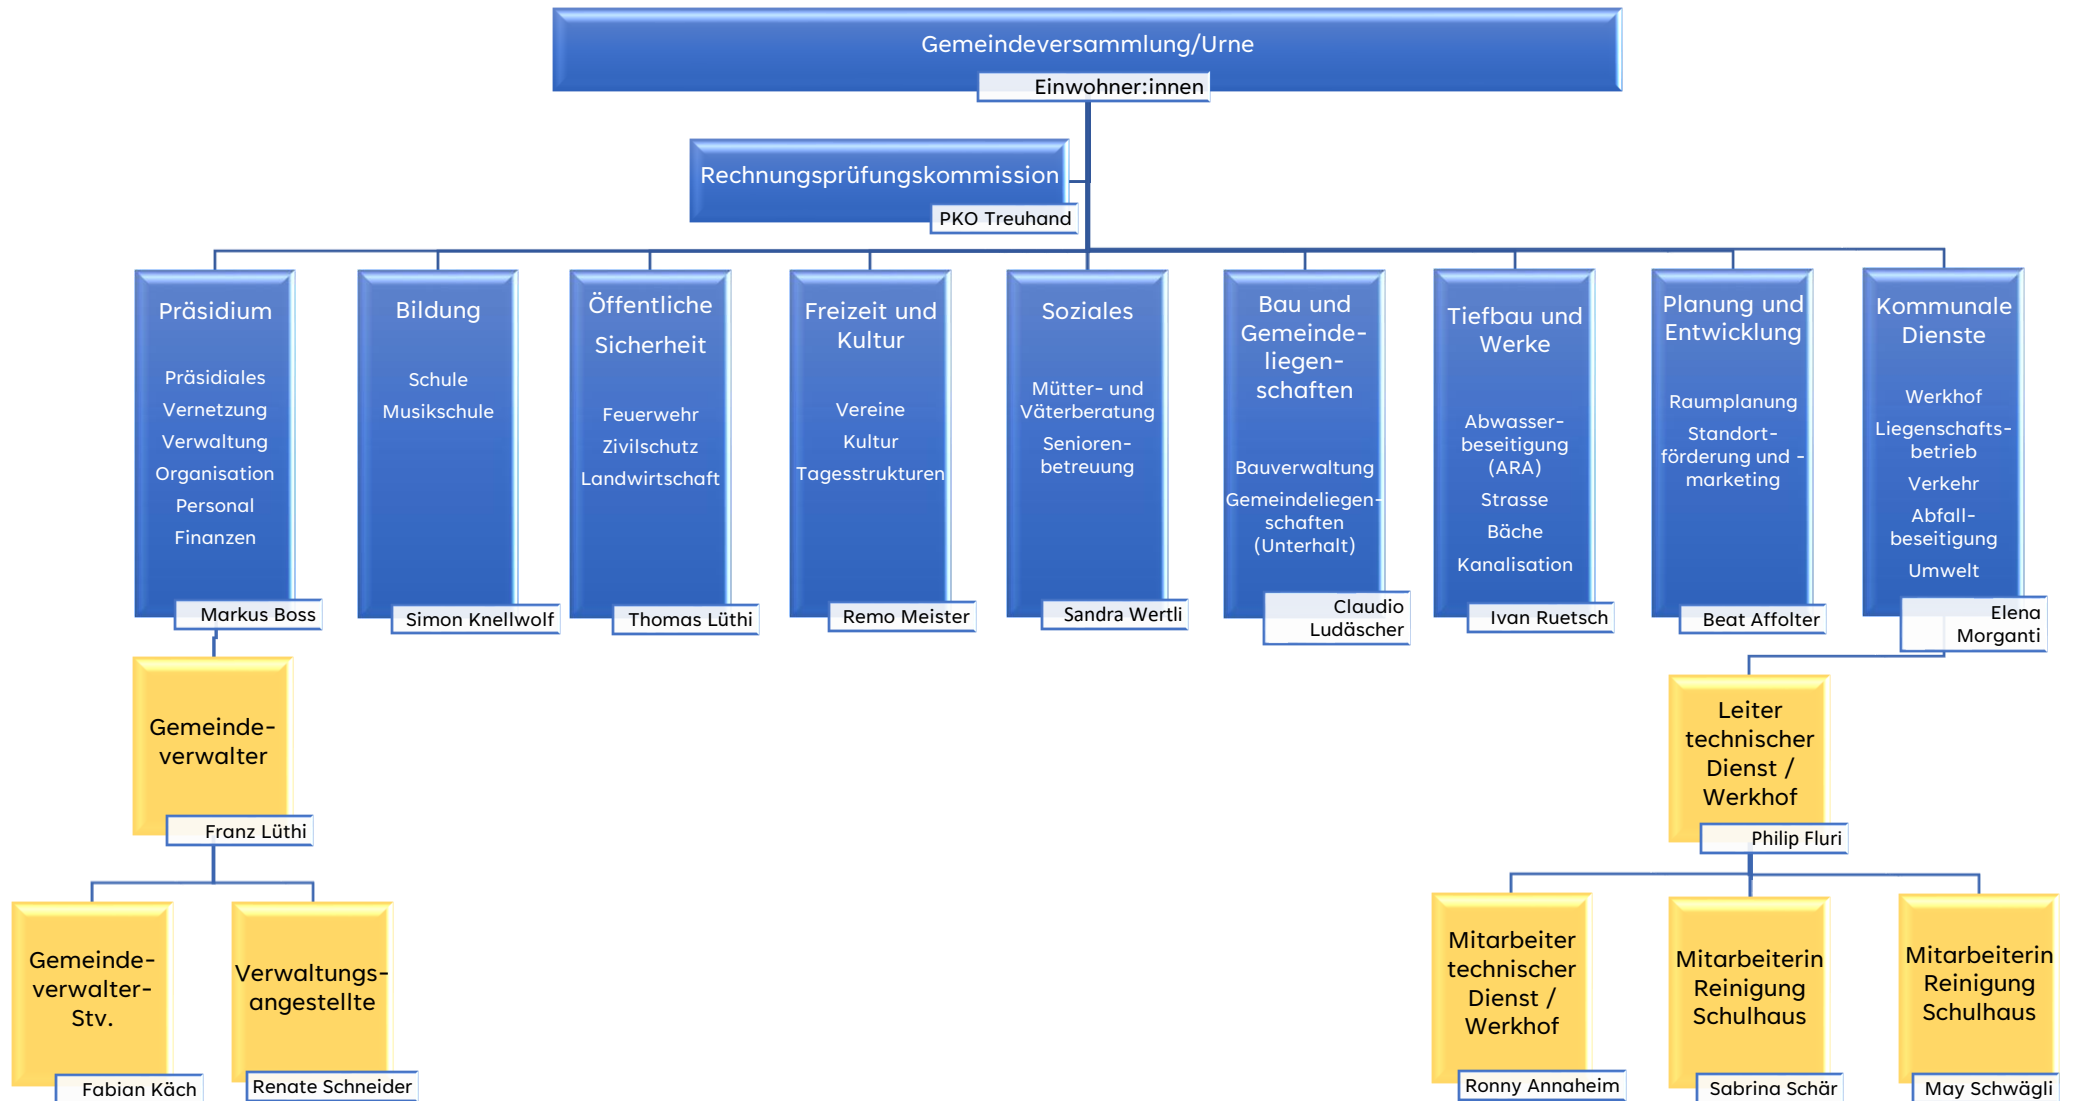 Gemeindeversammlung/Urne
Einwohner:innen
Rechnungsprüfungskommission
PKO Treuhand
Präsidium
Präsidiales
Vernetzung
Verwaltung
Organisation
Personal
Finanzen
Markus Boss
Bildung
Schule
Musikschule
Simon Knellwolf
Öffentliche
Sicherheit
Feuerwehr
Zivilschutz
Landwirtschaft
Thomas Lüthi
Freizeit und
Kultur
Vereine
Kultur
Tagesstrukturen
Remo Meister
Soziales
Mütter- und
Väterberatung
Senioren-
betreuung
Sandra Wertli
Bau und
Gemeinde-
liegen-
schaften
Bauverwaltung
Gemeindeliegen-
schaften
(Unterhalt)
Claudio
Ludäscher
Tiefbau und
Werke
Abwasser-
beseitigung
(ARA)
Strasse
Bäche
Kanalisation
Ivan Ruetsch
Planung und
Entwicklung
Raumplanung
Standort-
förderung und -
marketing
Beat Affolter
Kommunale
Dienste
Werkhof
Liegenschafts-
betrieb
Verkehr
Abfall-
beseitigung
Umwelt
Elena
Morganti
Gemeinde-
verwalter
Franz Lüthi
Leiter
technischer
Dienst /
Werkhof
Philip Fluri
Gemeinde-
verwalter-
Stv.
Fabian Käch
Verwaltungs-
angestellte
Renate Schneider
Mitarbeiter
technischer
Dienst /
Werkhof
Ronny Annaheim
Mitarbeiterin
Reinigung
Schulhaus
Sabrina Schär
Mitarbeiterin
Reinigung
Schulhaus
May Schwägli